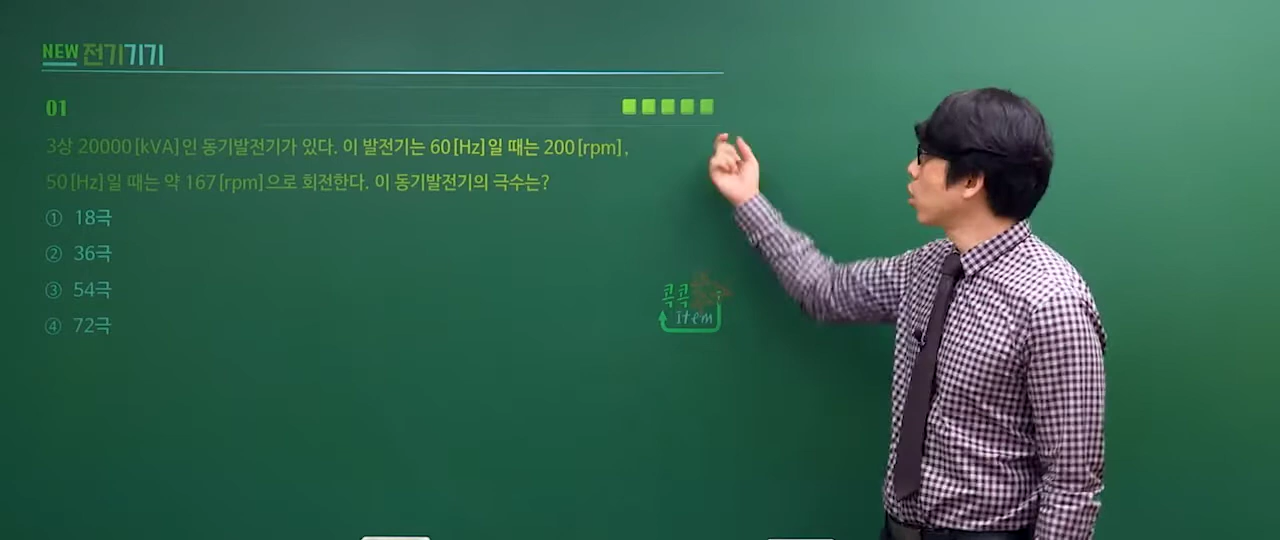 NEW 전기기기
01
3상 20000[kVA]인 동기발전기가 있다. 이 발전기는 60[Hz]일 때는 200[rpm],
50[Hz]일 때는 약 167[rpm]으로 회전한다. 이 동기발전기의 극수는?
① 18극
② 36극
③ 54극
④ 72극
콕콕
Item